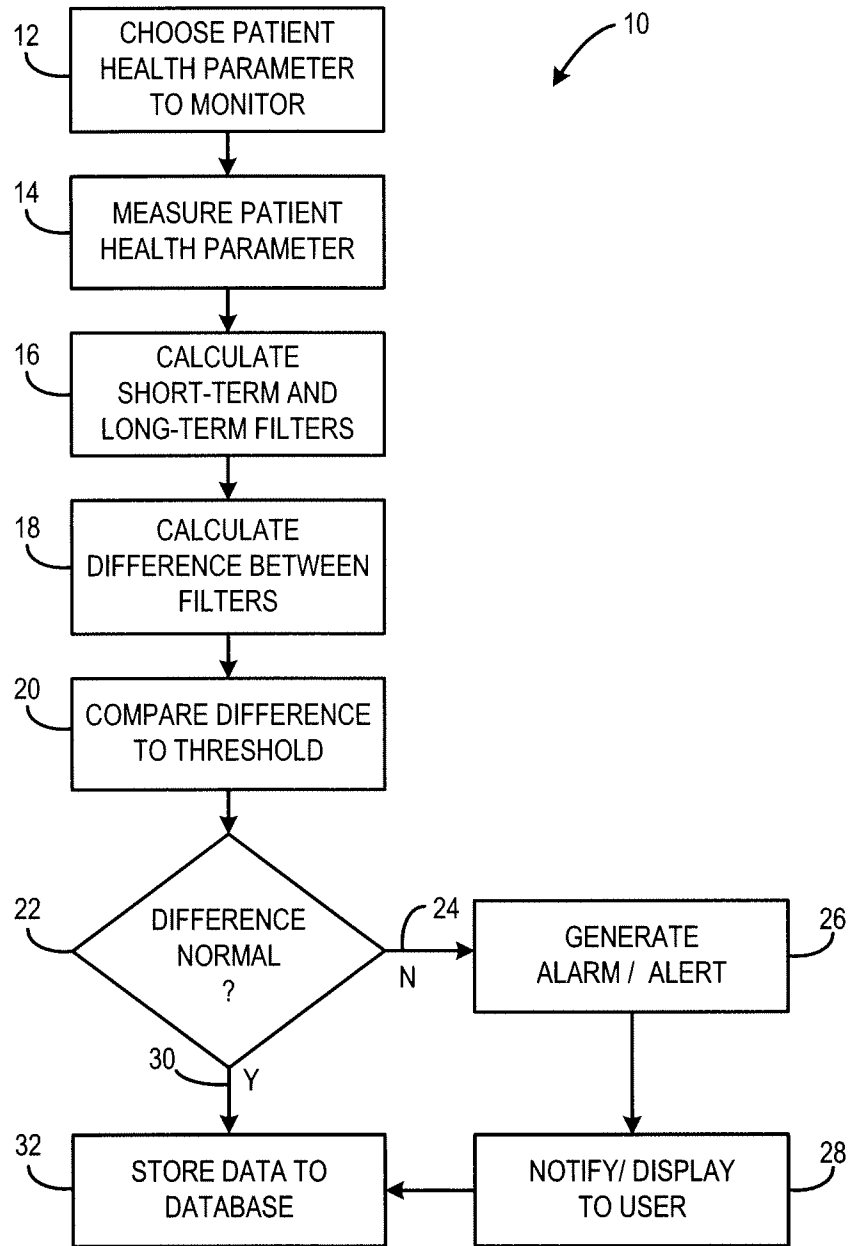 10
12
CHOOSE PATIENT
HEALTH PARAMETER
TO MONITOR
14
MEASURE PATIENT
HEALTH PARAMETER
16
CALCULATE
SHORT-TERM AND
LONG-TERM FILTERS
18
CALCULATE
DIFFERENCE BETWEEN
FILTERS
20
COMPARE DIFFERENCE
TO THRESHOLD
22
DIFFERENCE
NORMAL
?
24
N
GENERATE
ALARM / ALERT
26
30
Y
32
STORE DATA TO
DATABASE
NOTIFY/ DISPLAY
TO USER
28